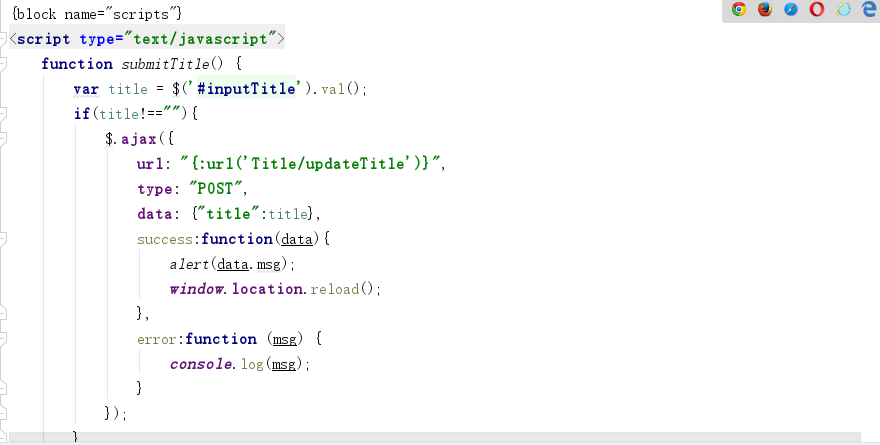 {block name="scripts"}
<script type="text/javascript">
function submitTitle() {
var title = $('#inputTitle').val();
if(title!==""){
$.ajax({
url: "{:url('Title/updateTitle')}",
type: "POST",
data: {"title":title},
success:function(data){
alert(data.msg);
window.location.reload();
},
error:function (msg) {
console.log(msg);
}
});
}